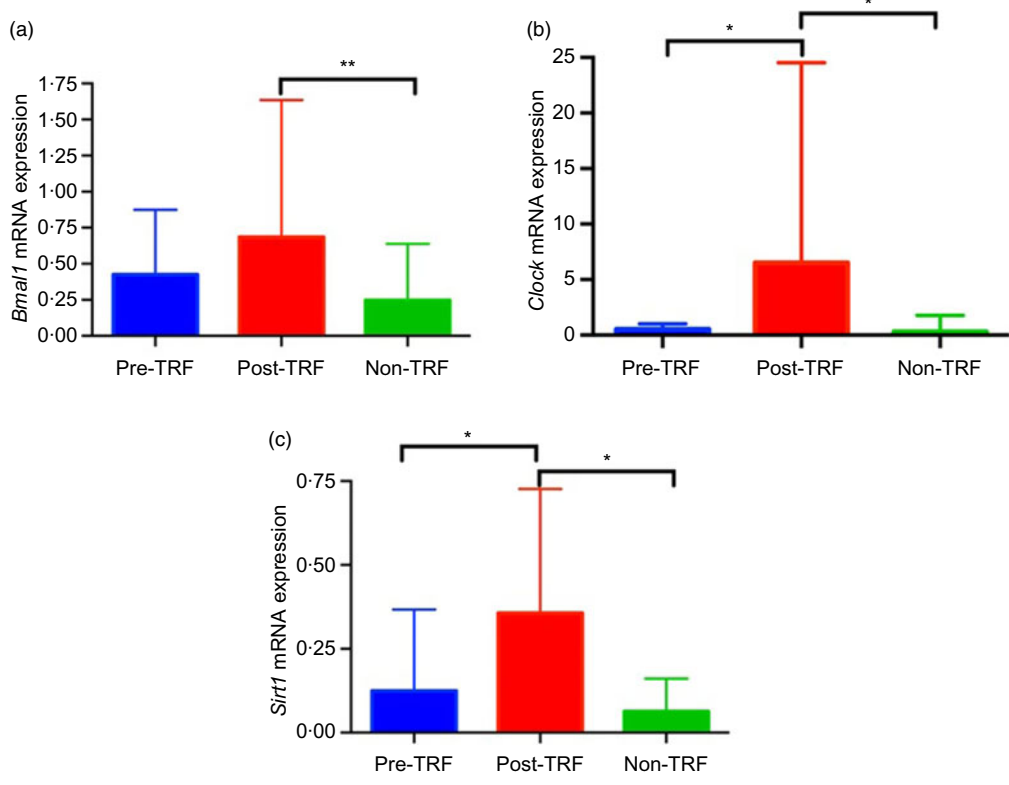 (a)
**
Bmal1 mRNA expression
1·75
1·50
1·25
1·00
0·75
0·50
0·25
0·00
Pre-TRF Post-TRF Non-TRF
(b)
*
*
Clock mRNA expression
25
20
15
10
5
0
Pre-TRF Post-TRF Non-TRF
(c)
*
*
Sirt1 mRNA expression
0·75
0·50
0·25
0·00
Pre-TRF Post-TRF Non-TRF